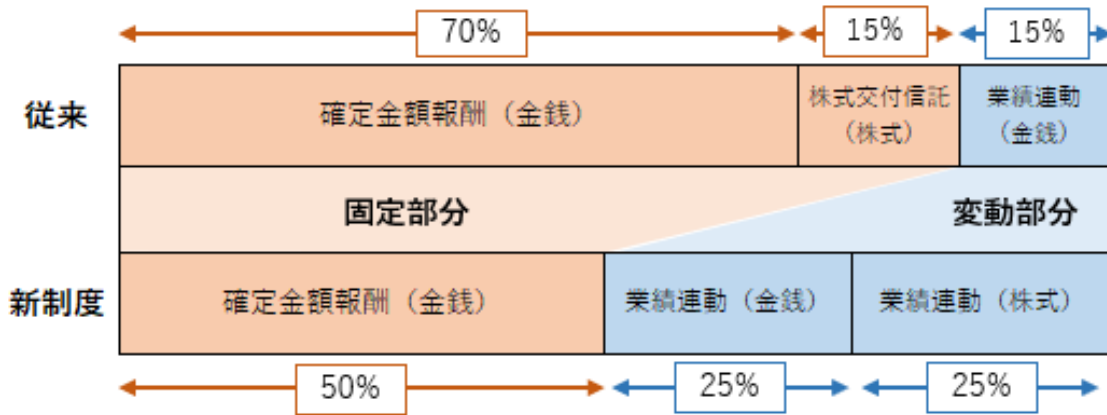 70%
15%
15%
従来
確定金額報酬（金銭）
株式交付信託
（株式）
業績連動
（金銭）
固定部分
変動部分
新制度
確定金額報酬（金銭）
業績連動（金銭）
業績連動（株式）
50%
25%
25%